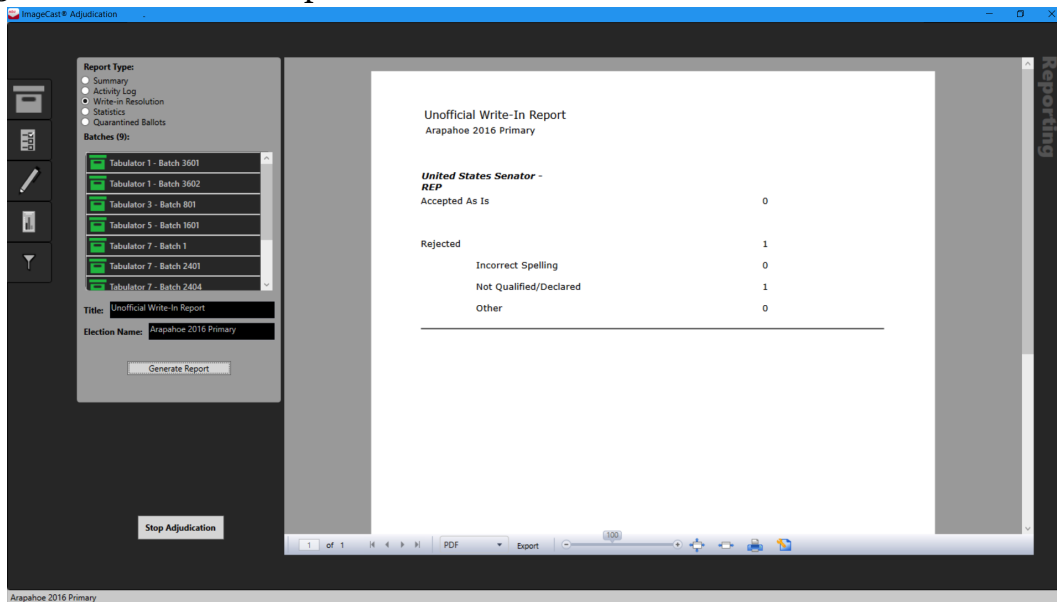 ImageCast® Adjudication
Reporting
Report Type:
Summary
Activity Log
Write-in Resolution
Statistics
Quarantined Ballots
Batches (9):
Tabulator 1 - Batch 3601
Tabulator 1 - Batch 3602
Tabulator 3 - Batch 801
Tabulator 5 - Batch 1601
Tabulator 7 - Batch 1
Tabulator 7 - Batch 2401
Tabulator 7 - Batch 2404
Title: Unofficial Write-In Report
Election Name: Arapahoe 2016 Primary
Generate Report
Stop Adjudication
Unofficial Write-In Report
Arapahoe 2016 Primary
United States Senator -
REP
Accepted As Is 0
Rejected 1
Incorrect Spelling 0
Not Qualified/Declared 1
Other 0
1 of 1 PDF Export 100
Arapahoe 2016 Primary